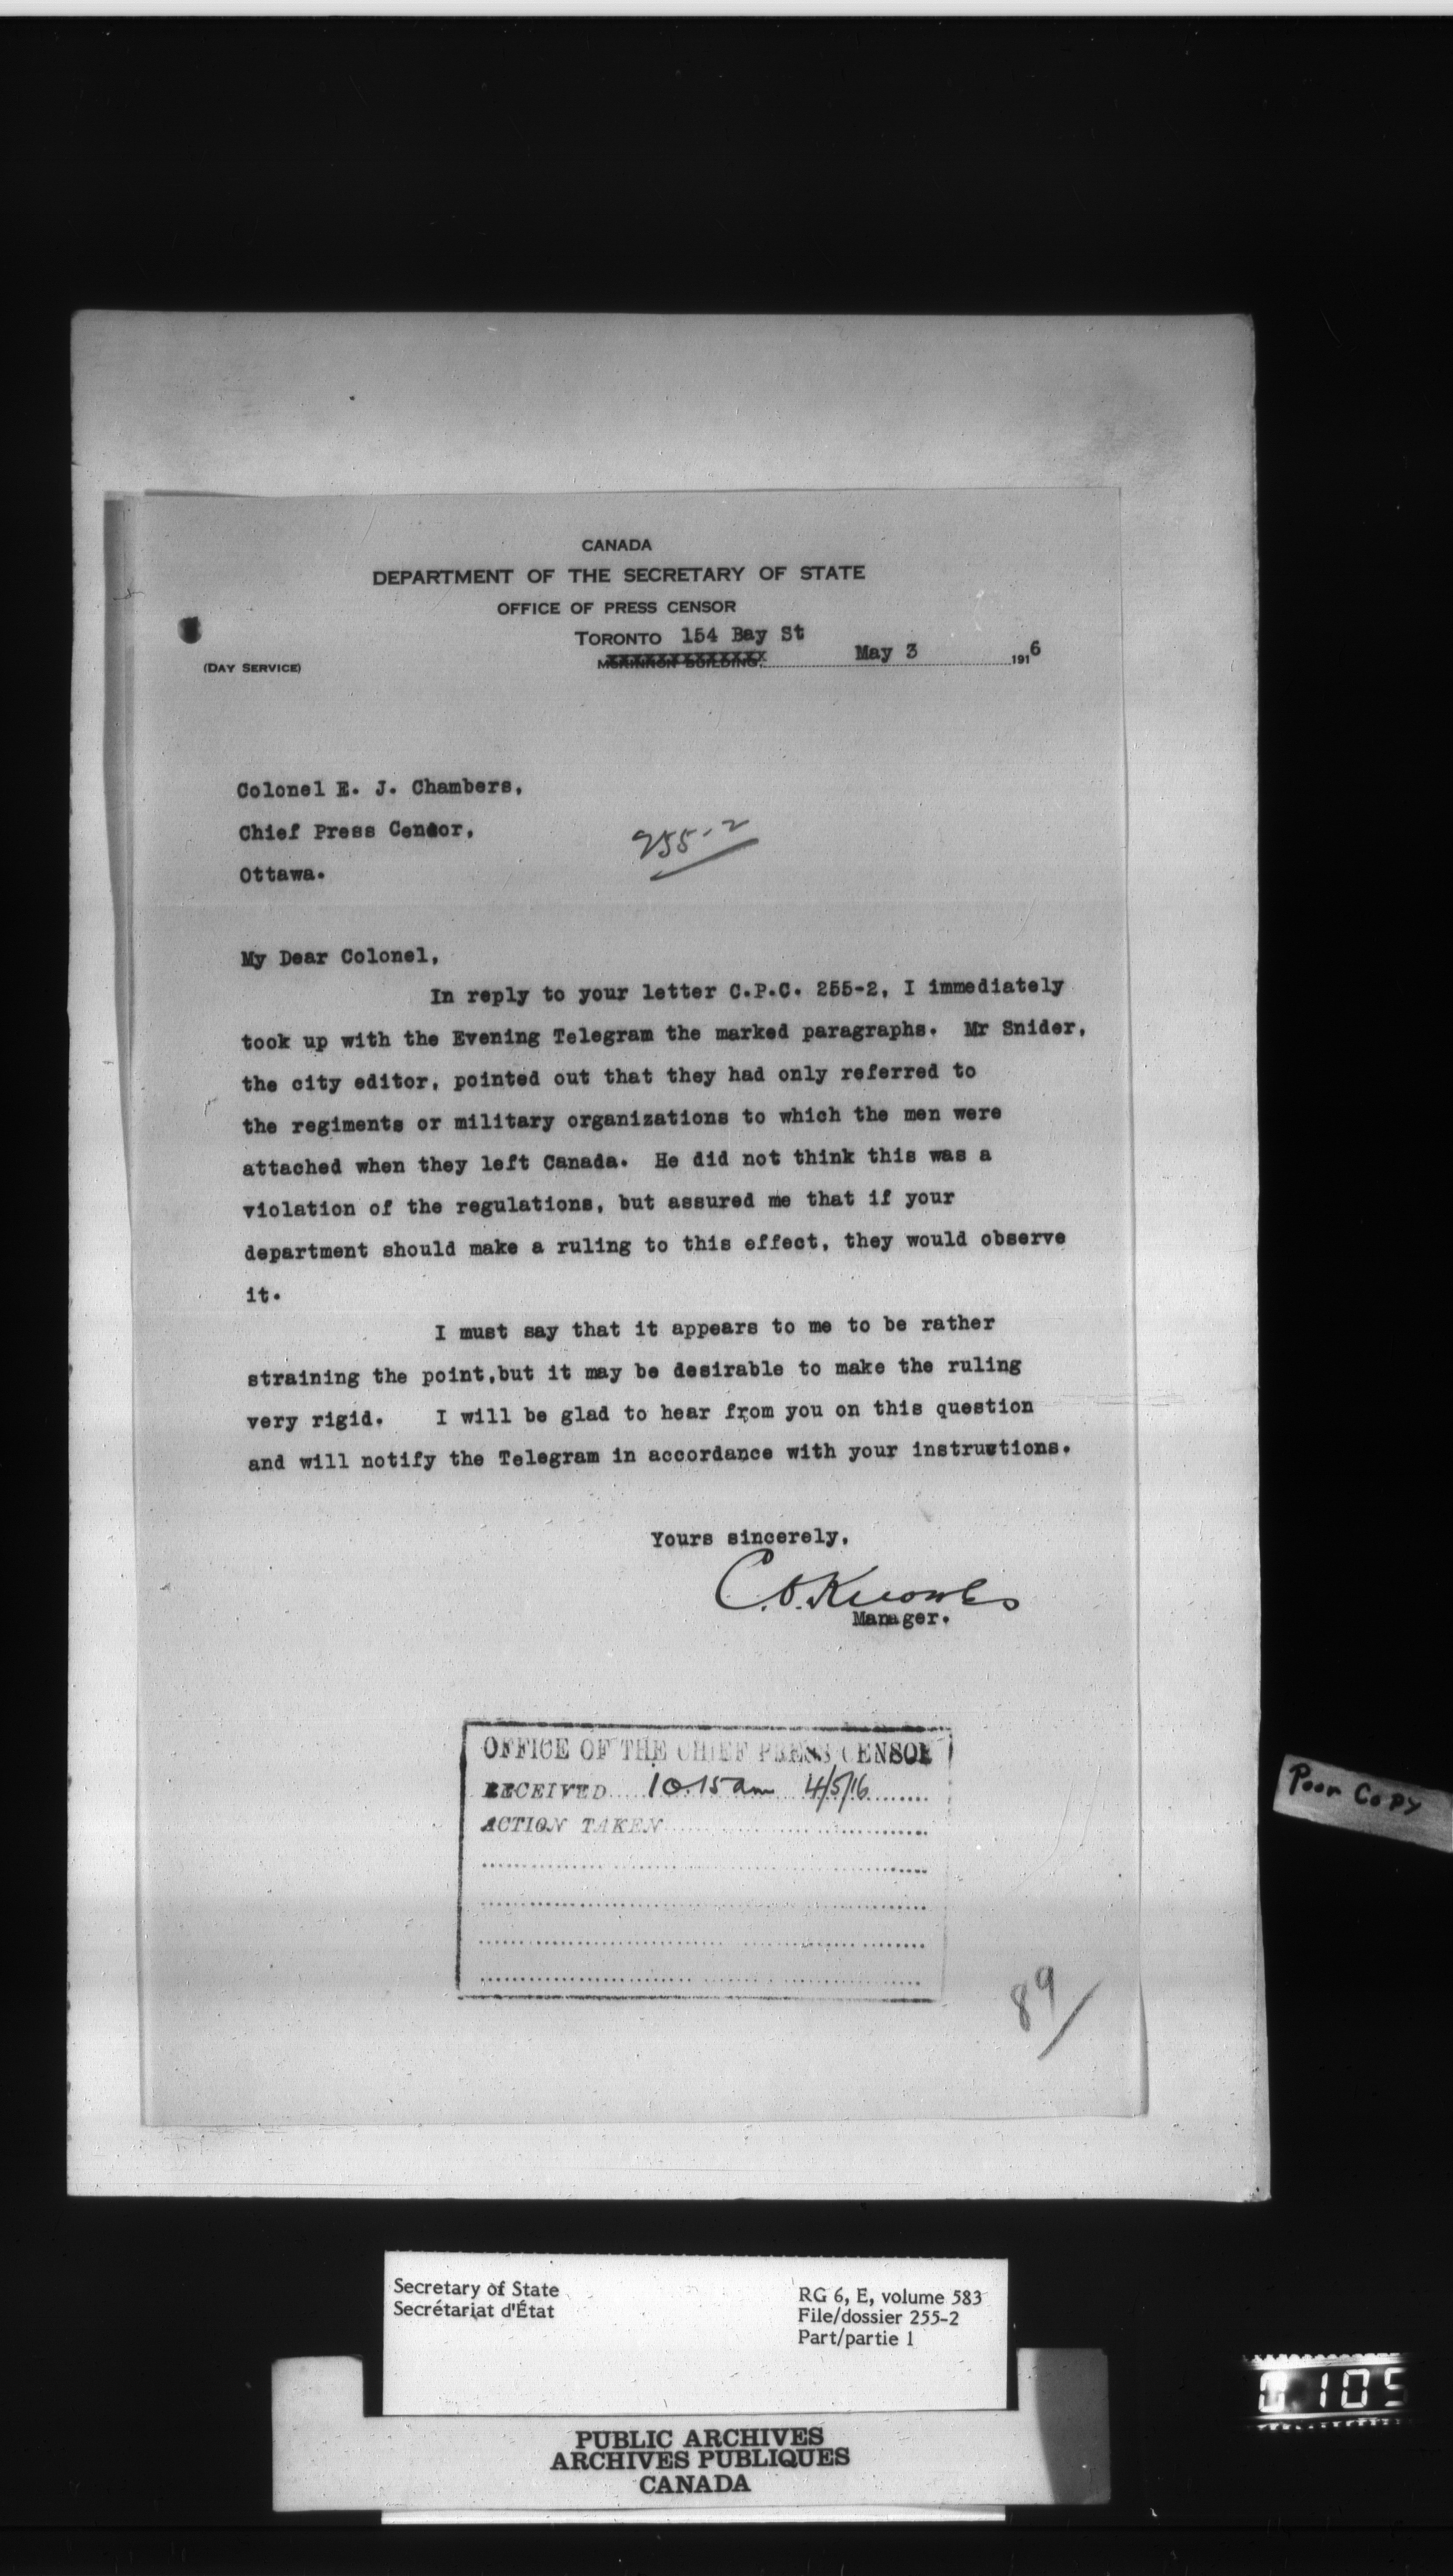 CANADA
DEPARTMENT OF THE SECRETARY OF STATE
OFFICE OF PRESS CENSOR
TORONTO 154 Bay St
(DAY SERVICE) MCKINNON BUILDING, May 3 1916
Colonel E. J. Chambers,
Chief Press Censor,
Ottawa.
255-2
My Dear Colonel,
In reply to your letter C.P.C. 255-2, I immediately
took up with the Evening Telegram the marked paragraphs. Mr Snider,
the city editor, pointed out that they had only referred to
the regiments or military organizations to which the men were
attached when they left Canada. He did not think this was a
violation of the regulations, but assured me that if your
department should make a ruling to this effect, they would observe
it.
I must say that it appears to me to be rather
straining the point,but it may be desirable to make the ruling
very rigid. I will be glad to hear from you on this question
and will notify the Telegram in accordance with your instructions.
Yours sincerely,
C.O. Knowles
Manager.
OFFICE OF THE CHIEF PRESS CENSOR
RECEIVED 10.15 am 4/5/16
ACTION TAKEN
89
Poor Copy
Secretary of State
Secrétariat d'État
RG 6, E, volume 583
File/dossier 255-2
Part/partie 1
PUBLIC ARCHIVES
ARCHIVES PUBLIQUES
CANADA
105